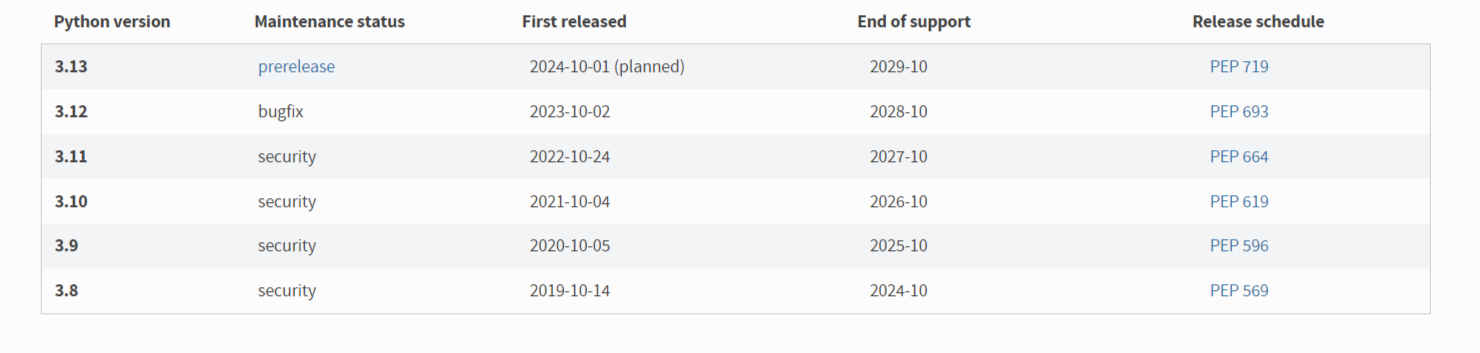 Python version Maintenance status First released End of support Release schedule
3.13 prerelease 2024-10-01 (planned) 2029-10 PEP 719
3.12 bugfix 2023-10-02 2028-10 PEP 693
3.11 security 2022-10-24 2027-10 PEP 664
3.10 security 2021-10-04 2026-10 PEP 619
3.9 security 2020-10-05 2025-10 PEP 596
3.8 security 2019-10-14 2024-10 PEP 569